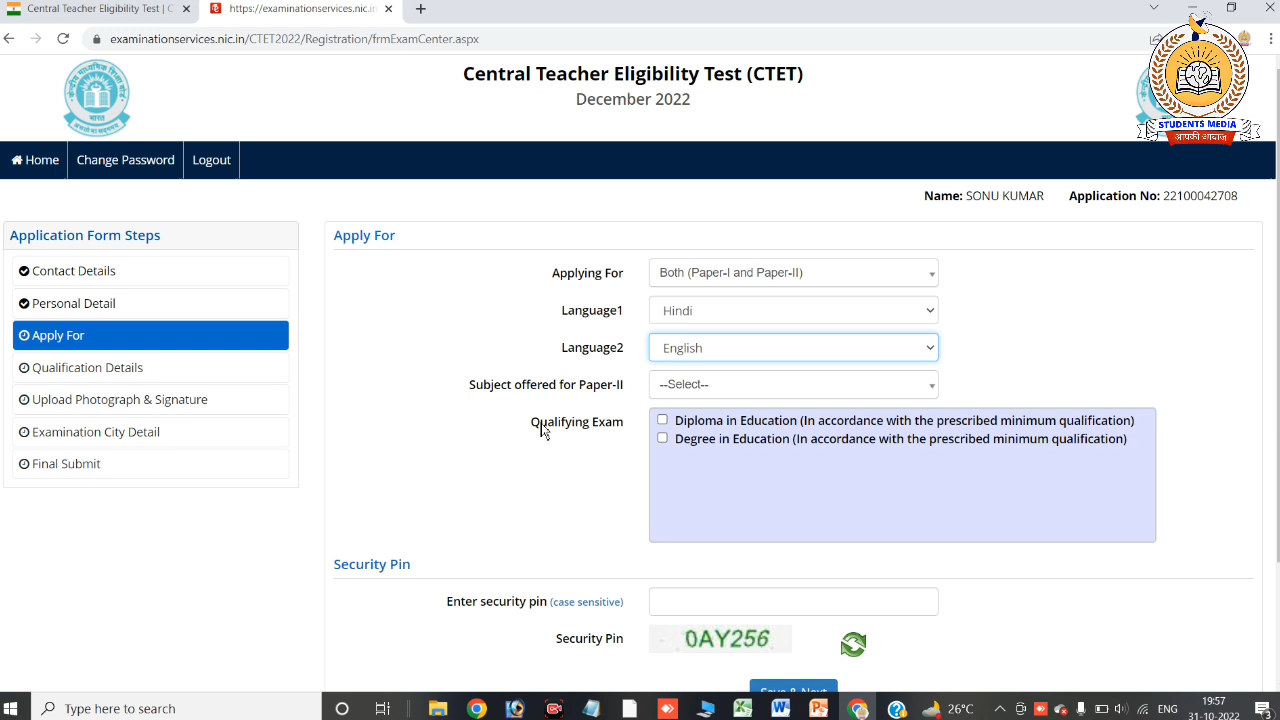 Central Teacher Eligibility Test | C
https://examinationservices.nic.in
examinationservices.nic.in/CTET2022/Registration/frmExamCenter.aspx
Central Teacher Eligibility Test (CTET)
December 2022
STUDENTS MEDIA
आपकी आवाज़
Home Change Password Logout
Name: SONU KUMAR Application No: 22100042708
Application Form Steps
Contact Details
Personal Detail
Apply For
Qualification Details
Upload Photograph & Signature
Examination City Detail
Final Submit
Apply For
Applying For Both (Paper-I and Paper-II)
Language1 Hindi
Language2 English
Subject offered for Paper-II --Select--
Qualifying Exam Diploma in Education (In accordance with the prescribed minimum qualification)
Degree in Education (In accordance with the prescribed minimum qualification)
Security Pin
Enter security pin (case sensitive)
Security Pin 0AY256
Save & Next
Type here to search
26°C
19:57
31-10-2022